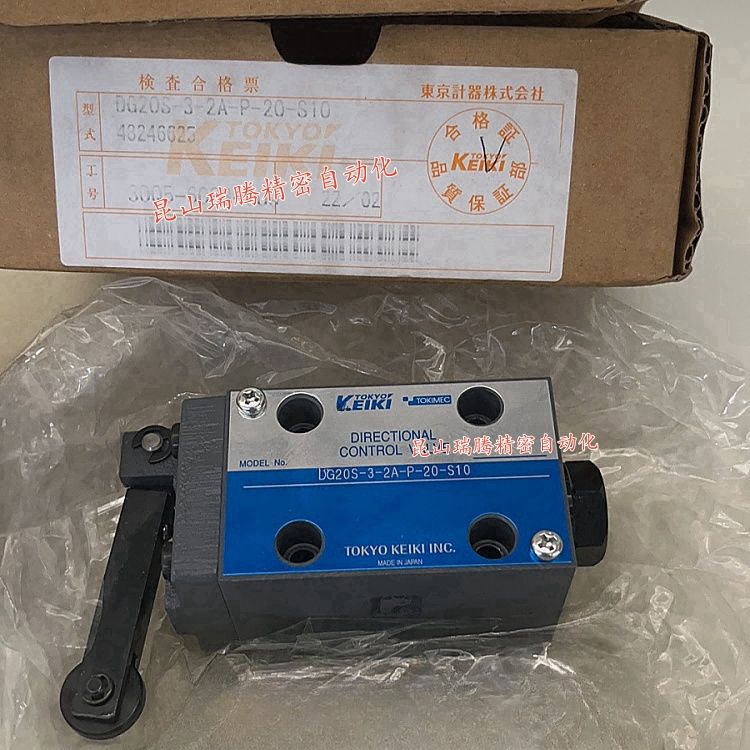 検査合格票
東京計器株式会社
型式
DG20S-3-2A-P-20-S10
48246623
TOKYO
KEIKI
合格証
TOKYO
KEIKI
品質保証
V
工号
22/02
昆山瑞腾精密自动化
TOKYO
KEIKI
TOKIMEC
DIRECTIONAL
CONTROL
昆山瑞腾精密自动化
MODEL No.
DG20S-3-2A-P-20-S10
TOKYO KEIKI INC.
MADE IN JAPAN